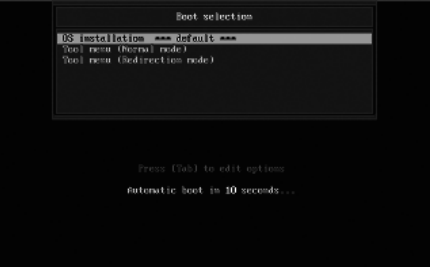 Boot selection
OS installation *** default ***
Tool menu (Normal mode)
Tool menu (Redirection mode)
Press [Tab] to edit options
Automatic boot in 10 seconds...